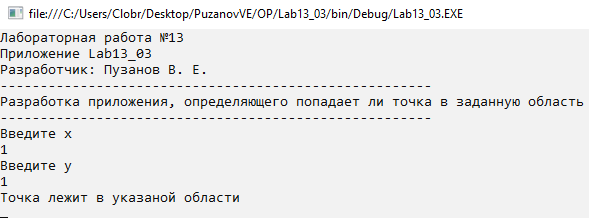 file:///C:/Users/Clobr/Desktop/PuzanovVE/OP/Lab13_03/bin/Debug/Lab13_03.EXE
Лабораторная работа №13
Приложение Lab13_03
Разработчик: Пузанов В. Е.
------------------------------------------------------
Разработка приложения, определяющего попадает ли точка в заданную область
------------------------------------------------------
Введите x
1
Введите y
1
Точка лежит в указаной области